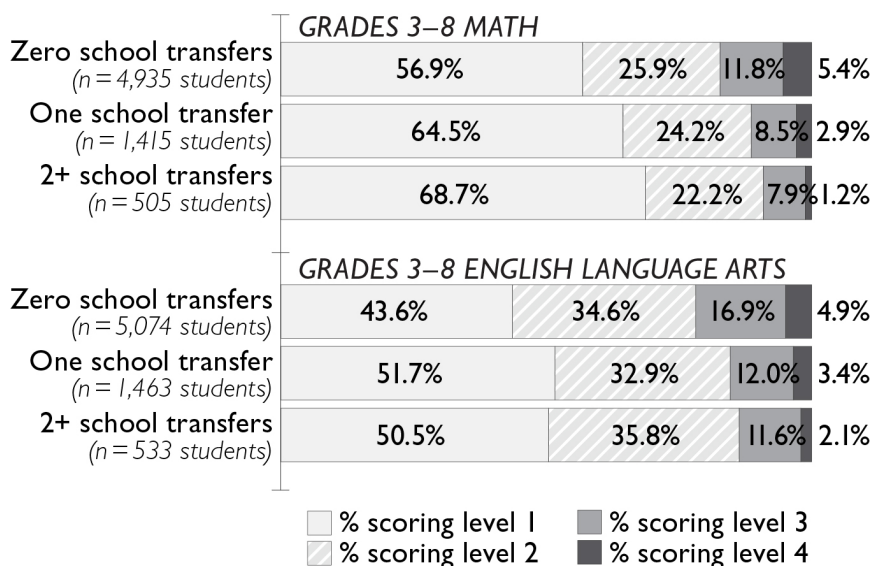 GRADES 3–8 MATH
Zero school transfers
(n = 4,935 students)
56.9% 25.9% 11.8% 5.4%
One school transfer
(n = 1,415 students)
64.5% 24.2% 8.5% 2.9%
2+ school transfers
(n = 505 students)
68.7% 22.2% 7.9% 1.2%
GRADES 3–8 ENGLISH LANGUAGE ARTS
Zero school transfers
(n = 5,074 students)
43.6% 34.6% 16.9% 4.9%
One school transfer
(n = 1,463 students)
51.7% 32.9% 12.0% 3.4%
2+ school transfers
(n = 533 students)
50.5% 35.8% 11.6% 2.1%
% scoring level 1
% scoring level 2
% scoring level 3
% scoring level 4